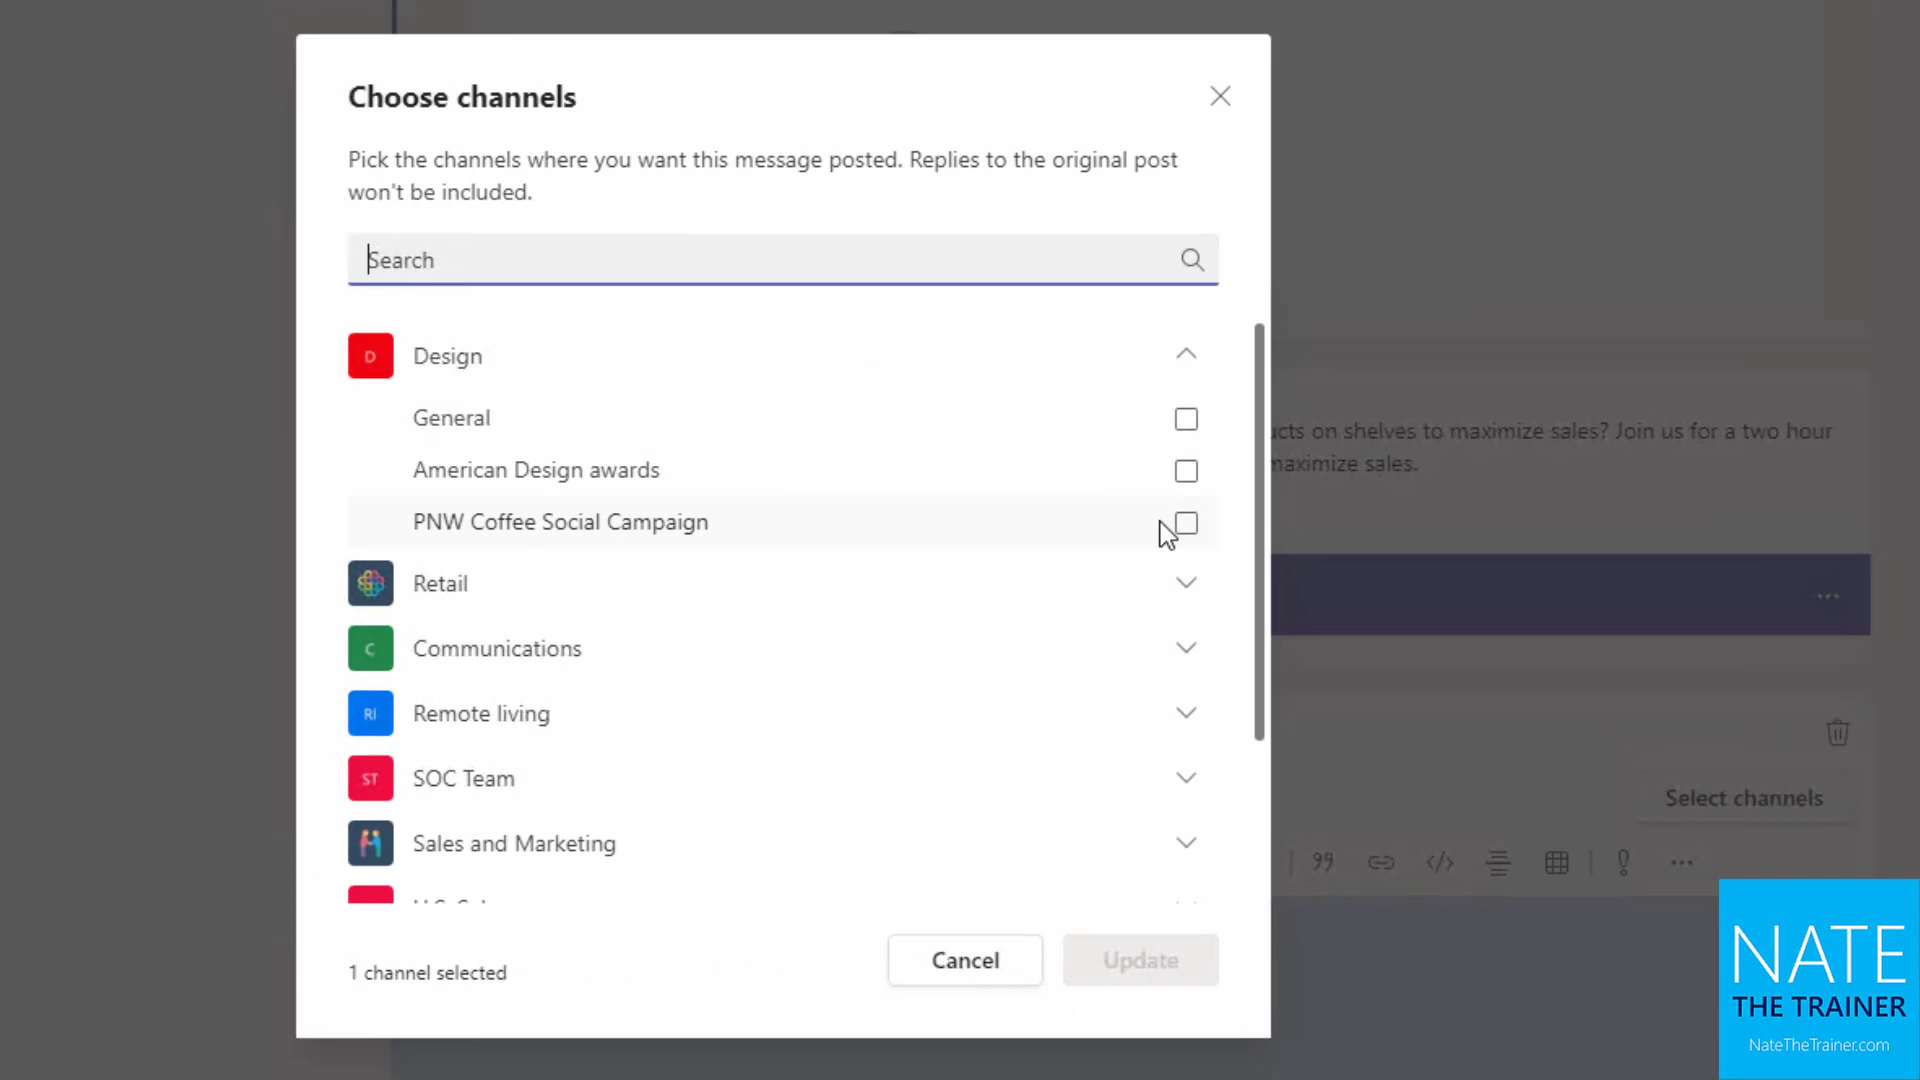 Choose channels
Pick the channels where you want this message posted. Replies to the original post
won't be included.
Search
D
Design
General
American Design awards
PNW Coffee Social Campaign
Retail
C
Communications
RI
Remote living
ST
SOC Team
Sales and Marketing
1 channel selected
Cancel
Update
on shelves to maximize sales? Join us for a two hour
maximize sales.
Select channels
NATE
THE TRAINER
NateTheTrainer.com